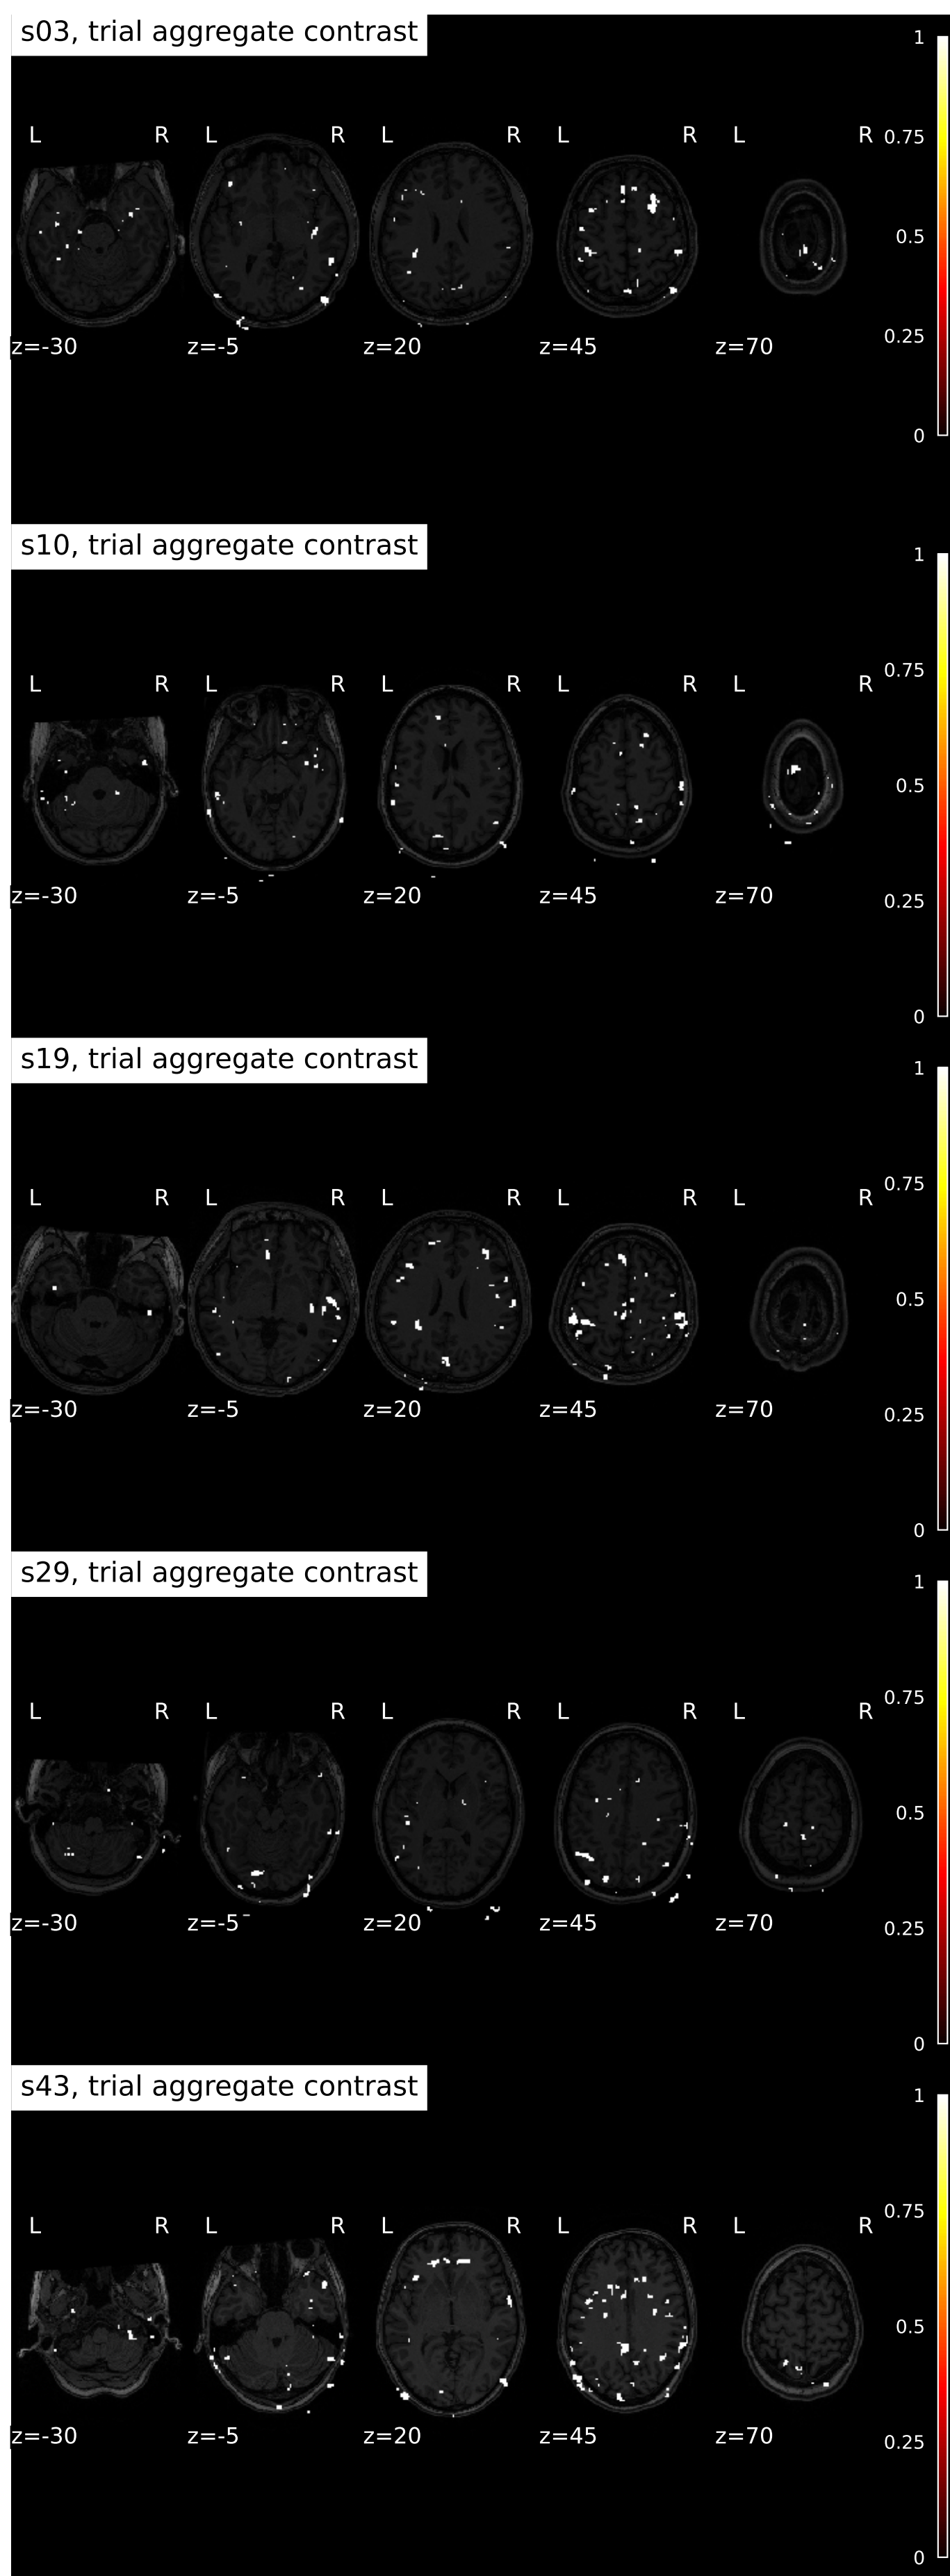 s03, trial aggregate contrast
1
L R L R L R L R L R 0.75
0.5
0.25
z=-30 z=-5 z=20 z=45 z=70
0
s10, trial aggregate contrast
1
0.75
L R L R L R L R L R
0.5
z=-30 z=-5 z=20 z=45 z=70 0.25
0
s19, trial aggregate contrast
1
0.75
L R L R L R L R L R
0.5
z=-30 z=-5 z=20 z=45 z=70 0.25
0
s29, trial aggregate contrast
1
0.75
L R L R L R L R L R
0.5
z=-30 z=-5 z=20 z=45 z=70 0.25
0
s43, trial aggregate contrast
1
0.75
L R L R L R L R L R
0.5
z=-30 z=-5 z=20 z=45 z=70 0.25
0